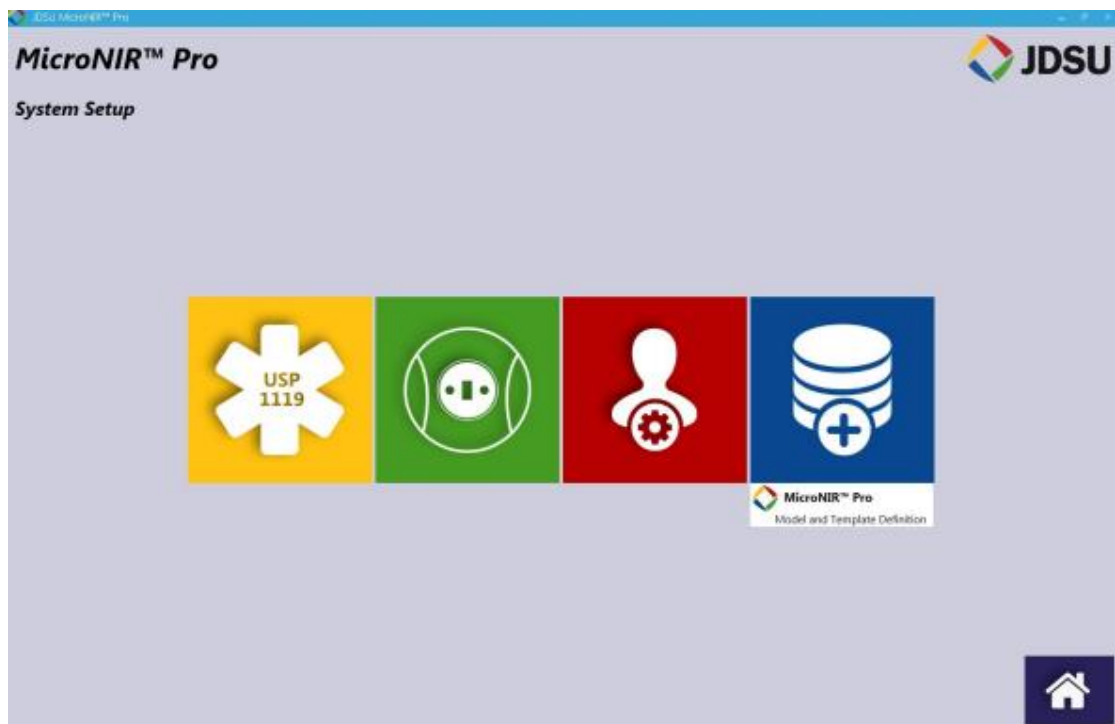 JDSU MicroNIR™ Pro
MicroNIR™ Pro
JDSU
System Setup
USP
1119
MicroNIR™ Pro
Model and Template Definition